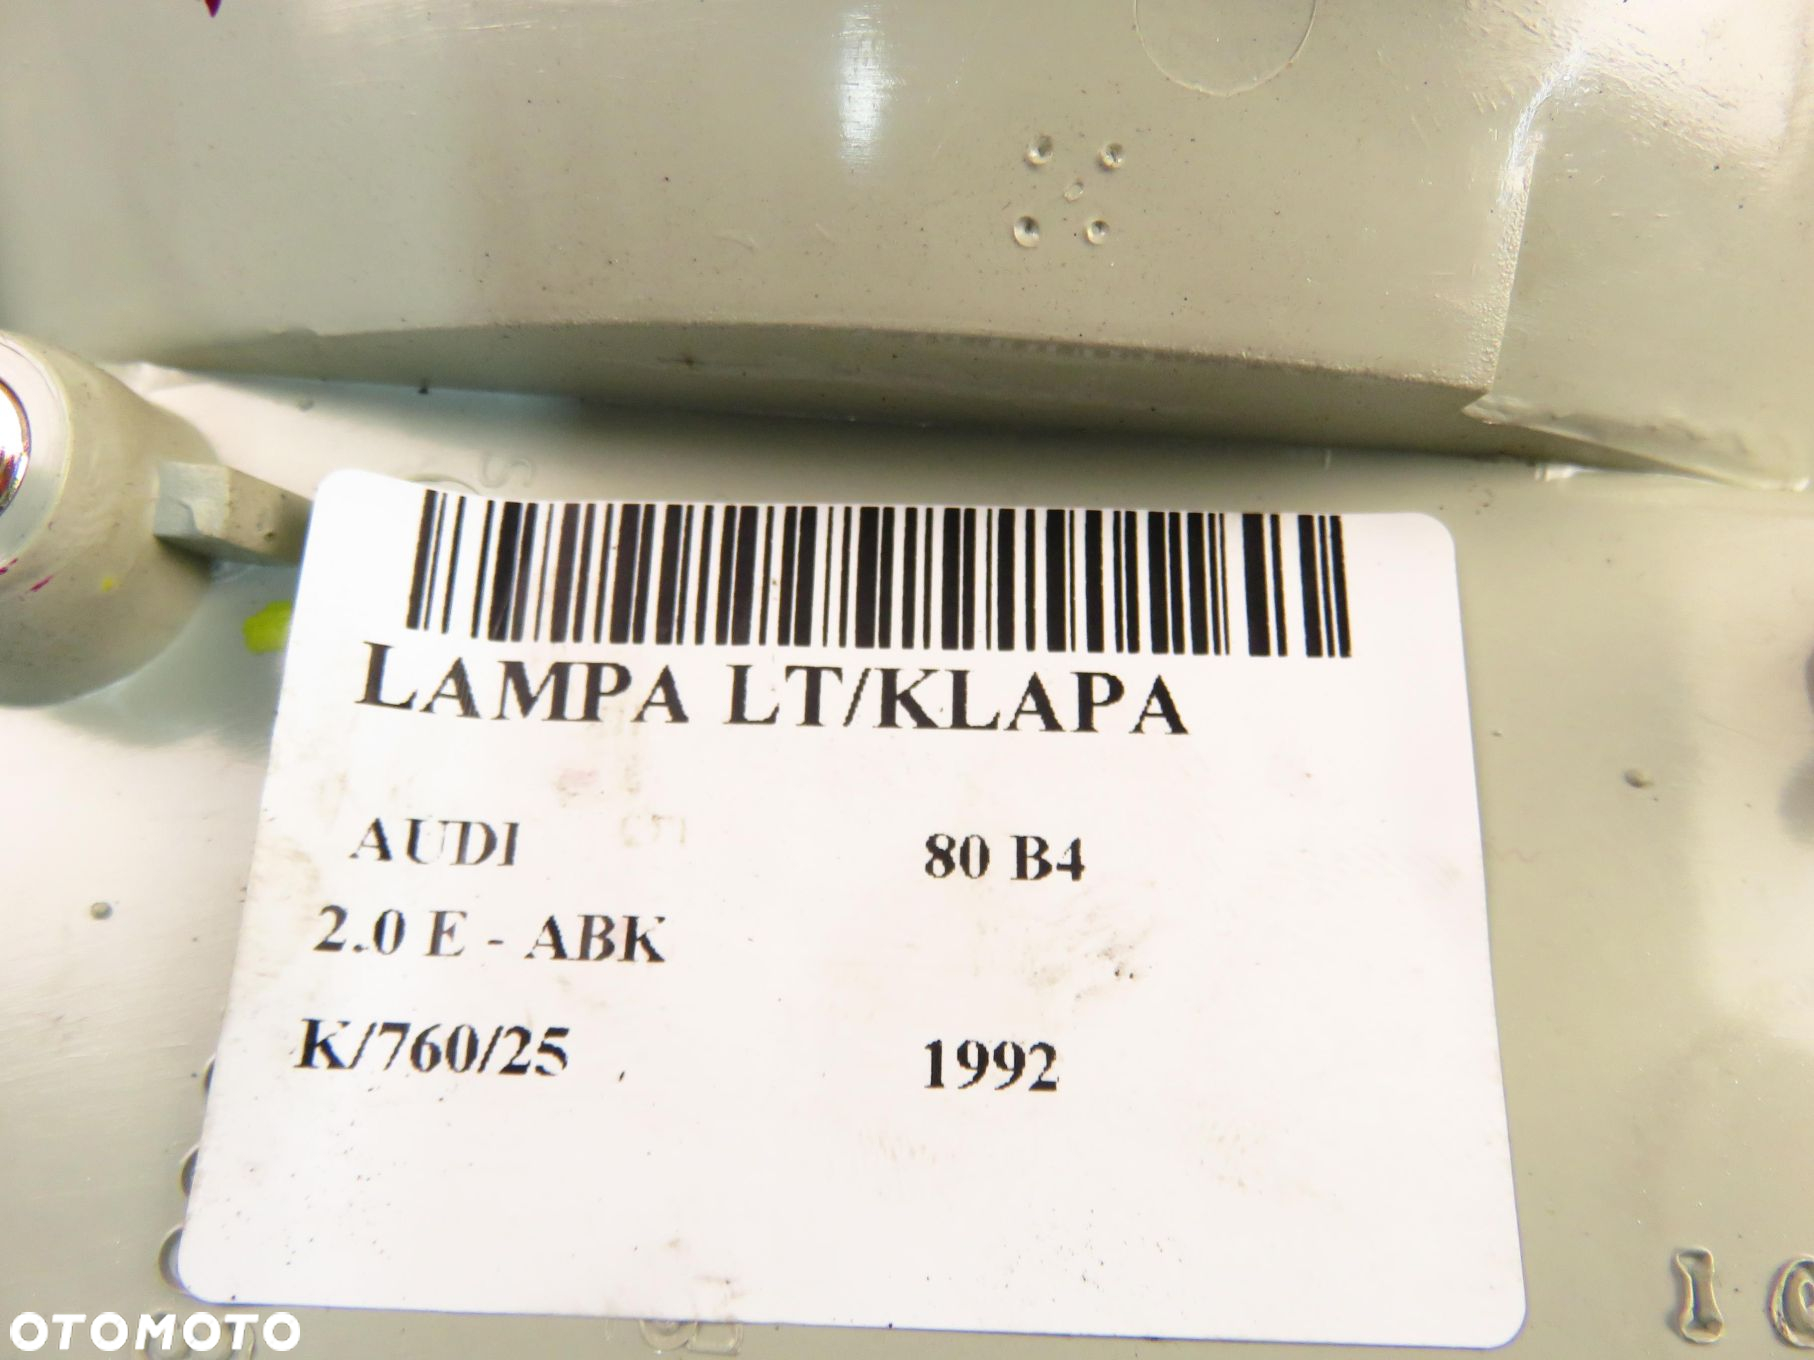 LAMPA LT/KLAPA
AUDI 80 B4
2.0 E - ABK
K/760/25 1992
OTOMOTO